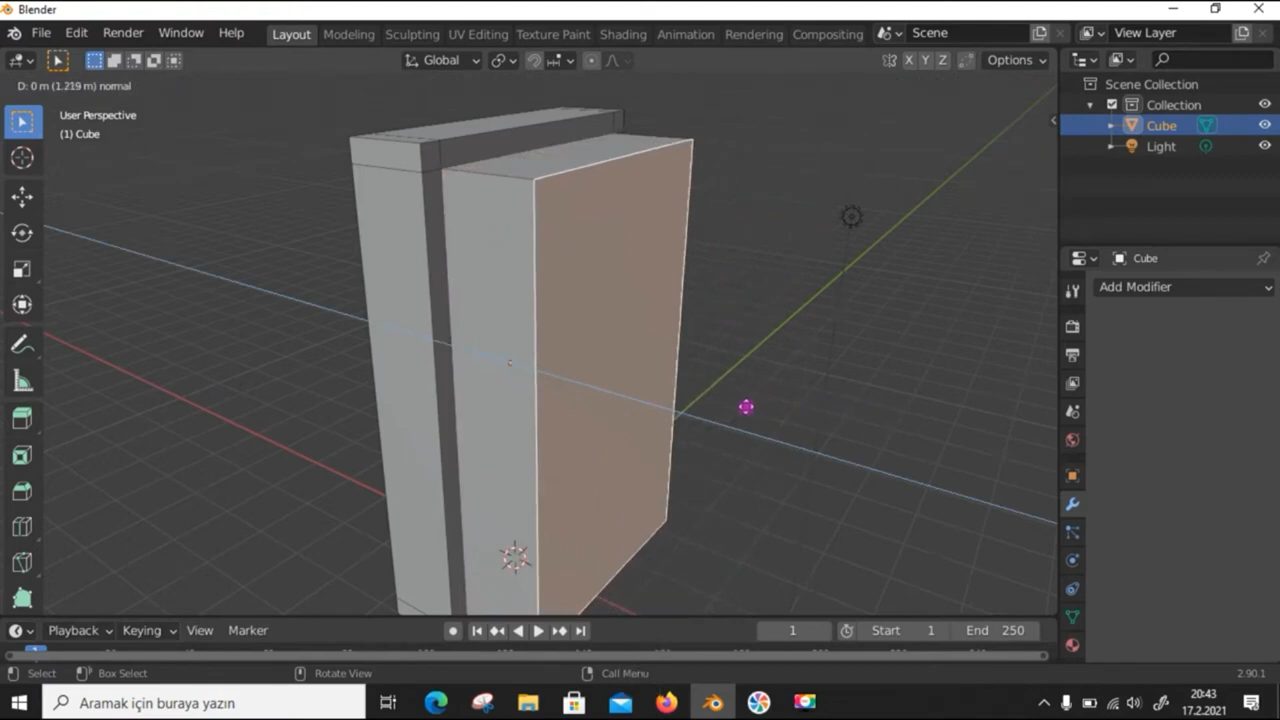 Blender
File Edit Render Window Help Layout Modeling Sculpting UV Editing Texture Paint Shading Animation Rendering Compositing Scene View Layer
Global X Y Z Options
D: 0 m (1.219 m) normal
User Perspective
(1) Cube
Scene Collection
Collection
Cube
Light
Cube
Add Modifier
Playback Keying View Marker 1 Start 1 End 250
Select Box Select Rotate View Call Menu 2.90.1
Aramak için buraya yazın
20:43
17.2.2021